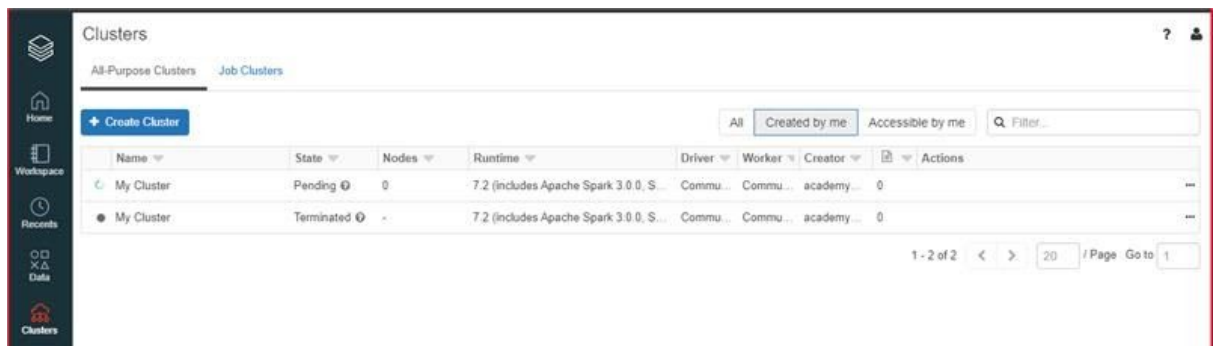 Clusters ?
All-Purpose Clusters Job Clusters
Home
+ Create Cluster All Created by me Accessible by me Filter...
Workspace
Name State Nodes Runtime Driver Worker Creator Actions
My Cluster Pending 0 7.2 (includes Apache Spark 3.0.0, S... Commu... Commu... academy... 0 ...
Recents
My Cluster Terminated - 7.2 (includes Apache Spark 3.0.0, S... Commu... Commu... academy... 0 ...
1 - 2 of 2 < > 20 / Page Go to 1
Data
Clusters